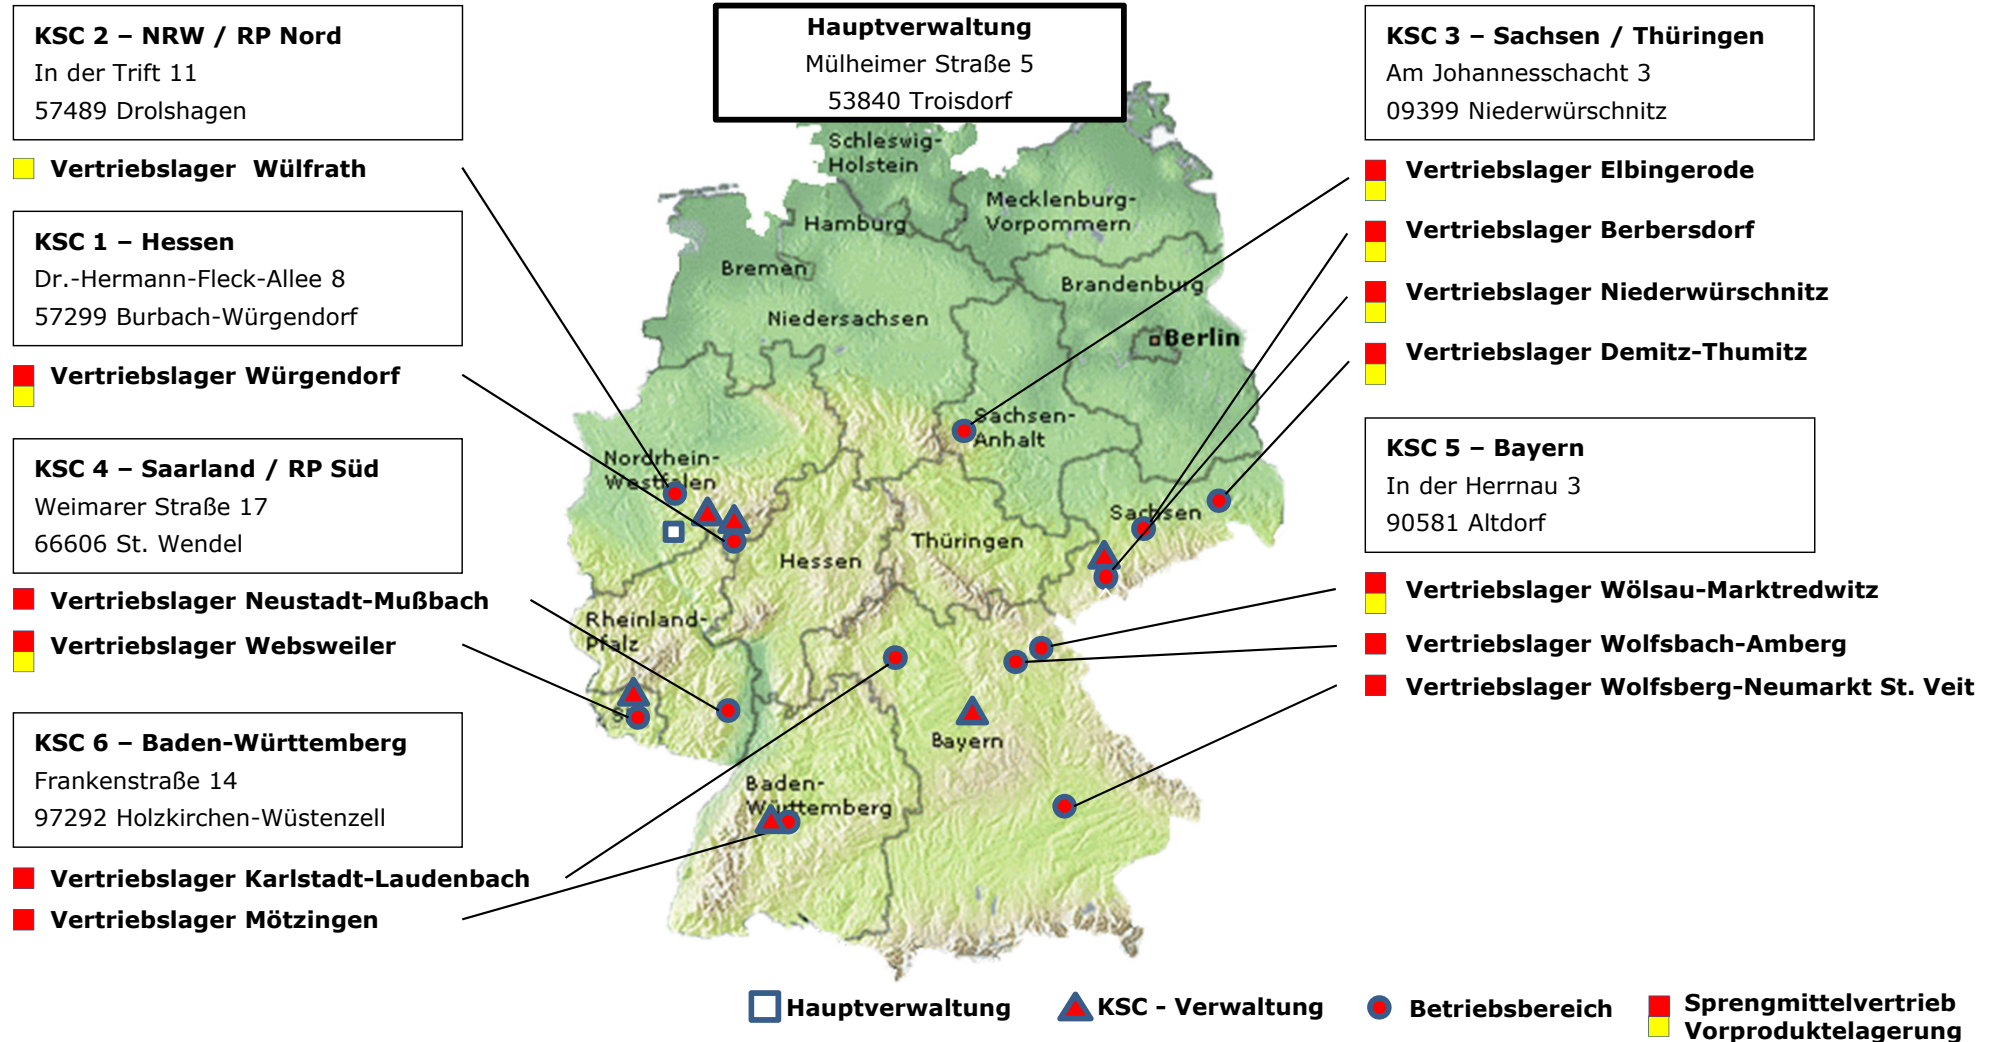 Hauptverwaltung
Mülheimer Straße 5
53840 Troisdorf
KSC 2 – NRW / RP Nord
In der Trift 11
57489 Drolshagen
Vertriebslager Wülfrath
KSC 1 – Hessen
Dr.-Hermann-Fleck-Allee 8
57299 Burbach-Würgendorf
Vertriebslager Würgendorf
KSC 4 – Saarland / RP Süd
Weimarer Straße 17
66606 St. Wendel
Vertriebslager Neustadt-Mußbach
Vertriebslager Websweiler
KSC 6 – Baden-Württemberg
Frankenstraße 14
97292 Holzkirchen-Wüstenzell
Vertriebslager Karlstadt-Laudenbach
Vertriebslager Mötzingen
Schleswig-
Holstein
Mecklenburg-
Vorpommern
Hamburg
Bremen
Brandenburg
Niedersachsen
Berlin
Sachsen-
Anhalt
Nordrhein-
Westfalen
Sachsen
Thüringen
Hessen
Rheinland-
Pfalz
Bayern
Baden-
Württemberg
KSC 3 – Sachsen / Thüringen
Am Johannesschacht 3
09399 Niederwürschnitz
Vertriebslager Elbingerode
Vertriebslager Berbersdorf
Vertriebslager Niederwürschnitz
Vertriebslager Demitz-Thumitz
KSC 5 – Bayern
In der Herrnau 3
90581 Altdorf
Vertriebslager Wölsau-Marktredwitz
Vertriebslager Wolfsbach-Amberg
Vertriebslager Wolfsberg-Neumarkt St. Veit
Hauptverwaltung
KSC - Verwaltung
Betriebsbereich
Sprengmittelvertrieb
Vorproduktelagerung